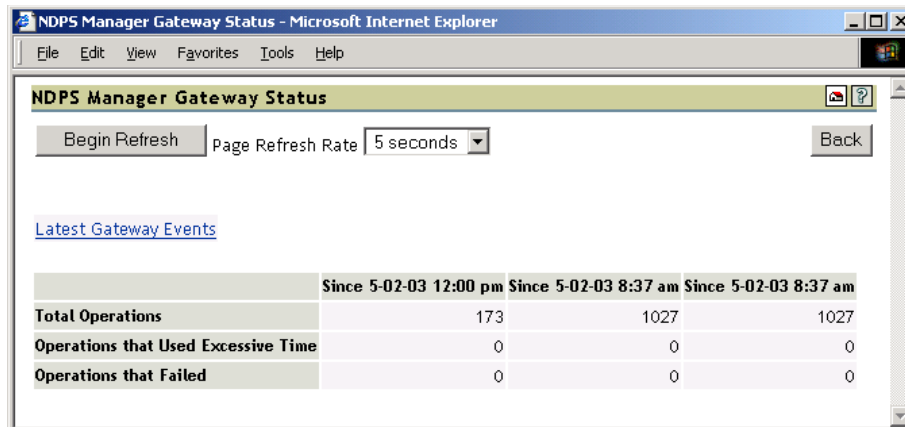 NDPS Manager Gateway Status - Microsoft Internet Explorer
File Edit View Favorites Tools Help
NDPS Manager Gateway Status
Begin Refresh Page Refresh Rate 5 seconds Back
Latest Gateway Events
Since 5-02-03 12:00 pm Since 5-02-03 8:37 am Since 5-02-03 8:37 am
Total Operations 173 1027 1027
Operations that Used Excessive Time 0 0 0
Operations that Failed 0 0 0